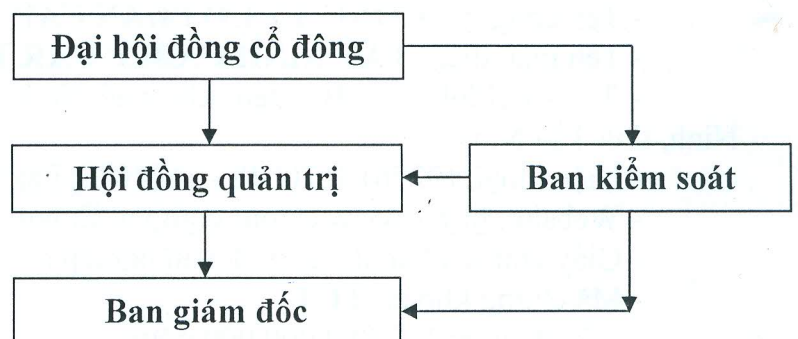 Đại hội đồng cổ đông
Hội đồng quản trị
Ban kiểm soát
Ban giám đốc